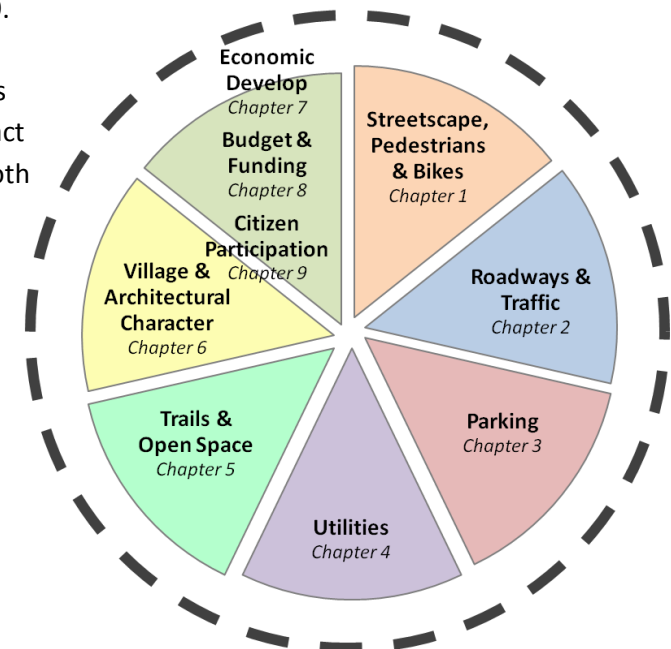 Economic
Develop
Chapter 7
Budget &
Funding
Chapter 8
Citizen
Participation
Chapter 9
Streetscape,
Pedestrians
& Bikes
Chapter 1
Roadways &
Traffic
Chapter 2
Parking
Chapter 3
Utilities
Chapter 4
Trails &
Open Space
Chapter 5
Village &
Architectural
Character
Chapter 6